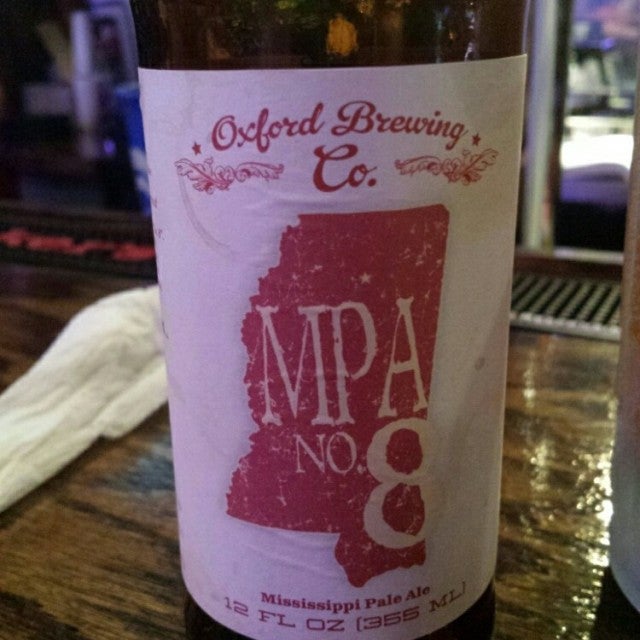 Oxford Brewing
Co.
MPA
NO. 8
Mississippi Pale Ale
12 FL OZ (355 ML)